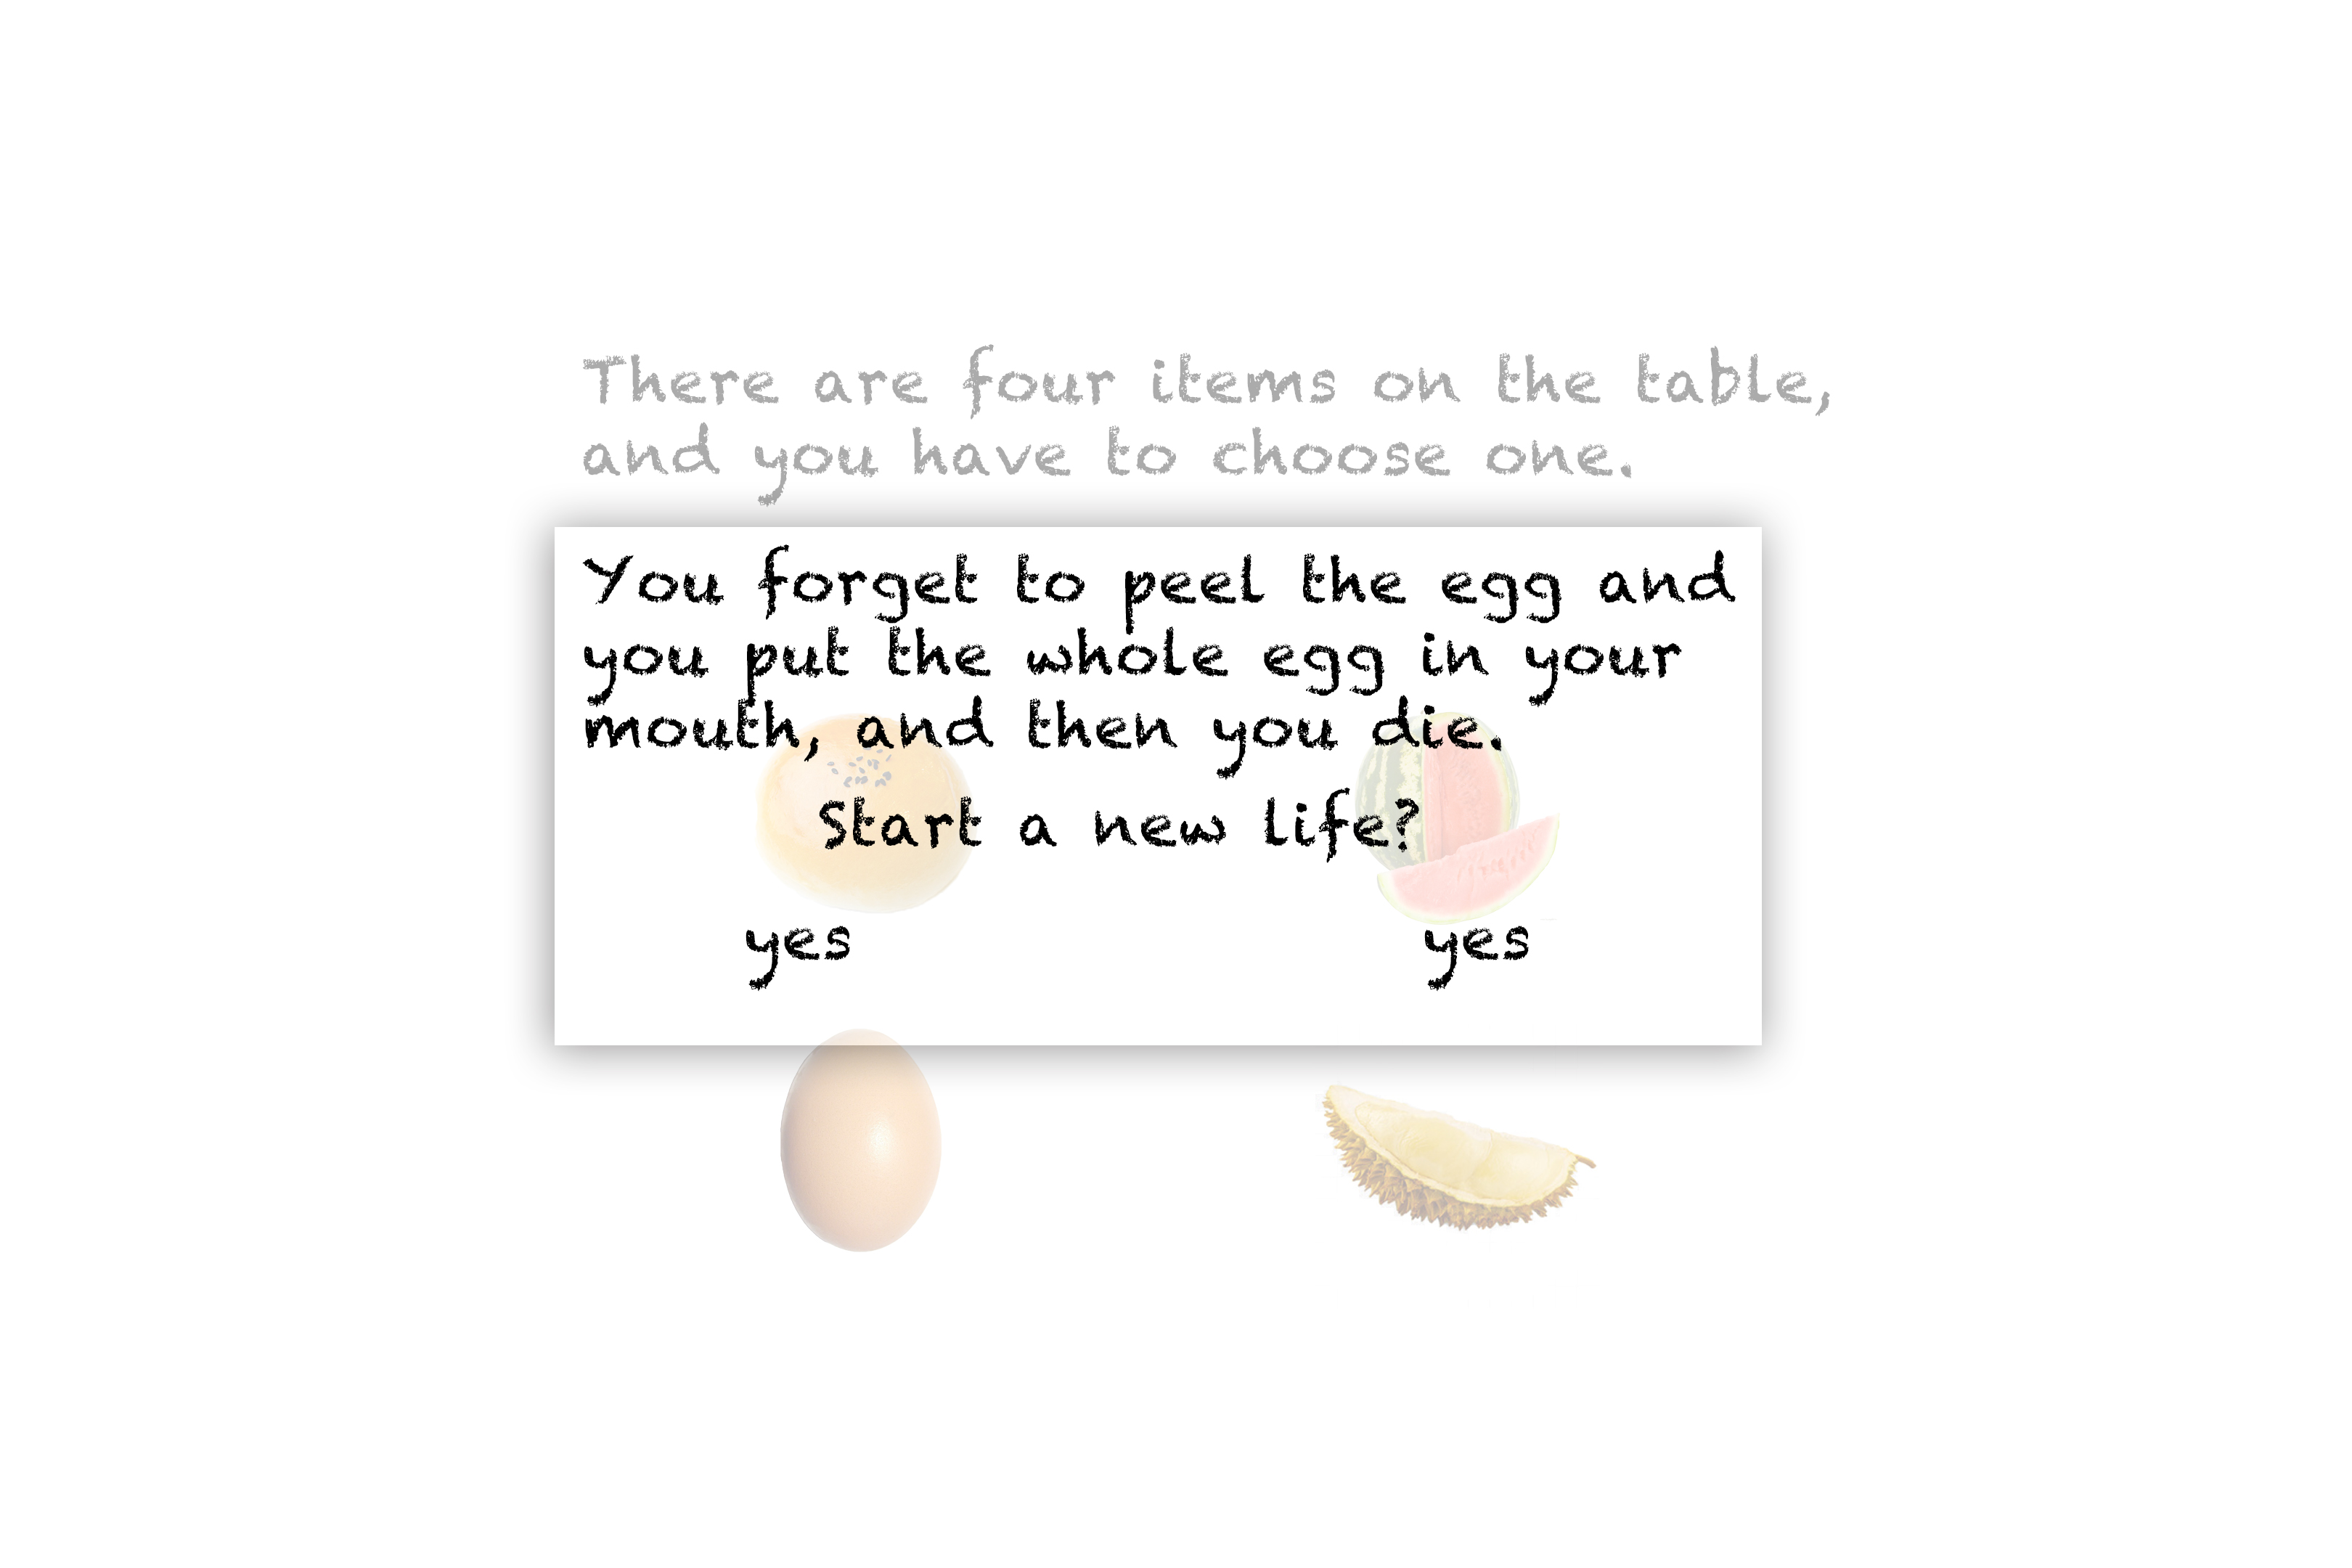 There are four items on the table,
and you have to choose one.
You forget to peel the egg and
you put the whole egg in your
mouth, and then you die.
Start a new life?
yes yes